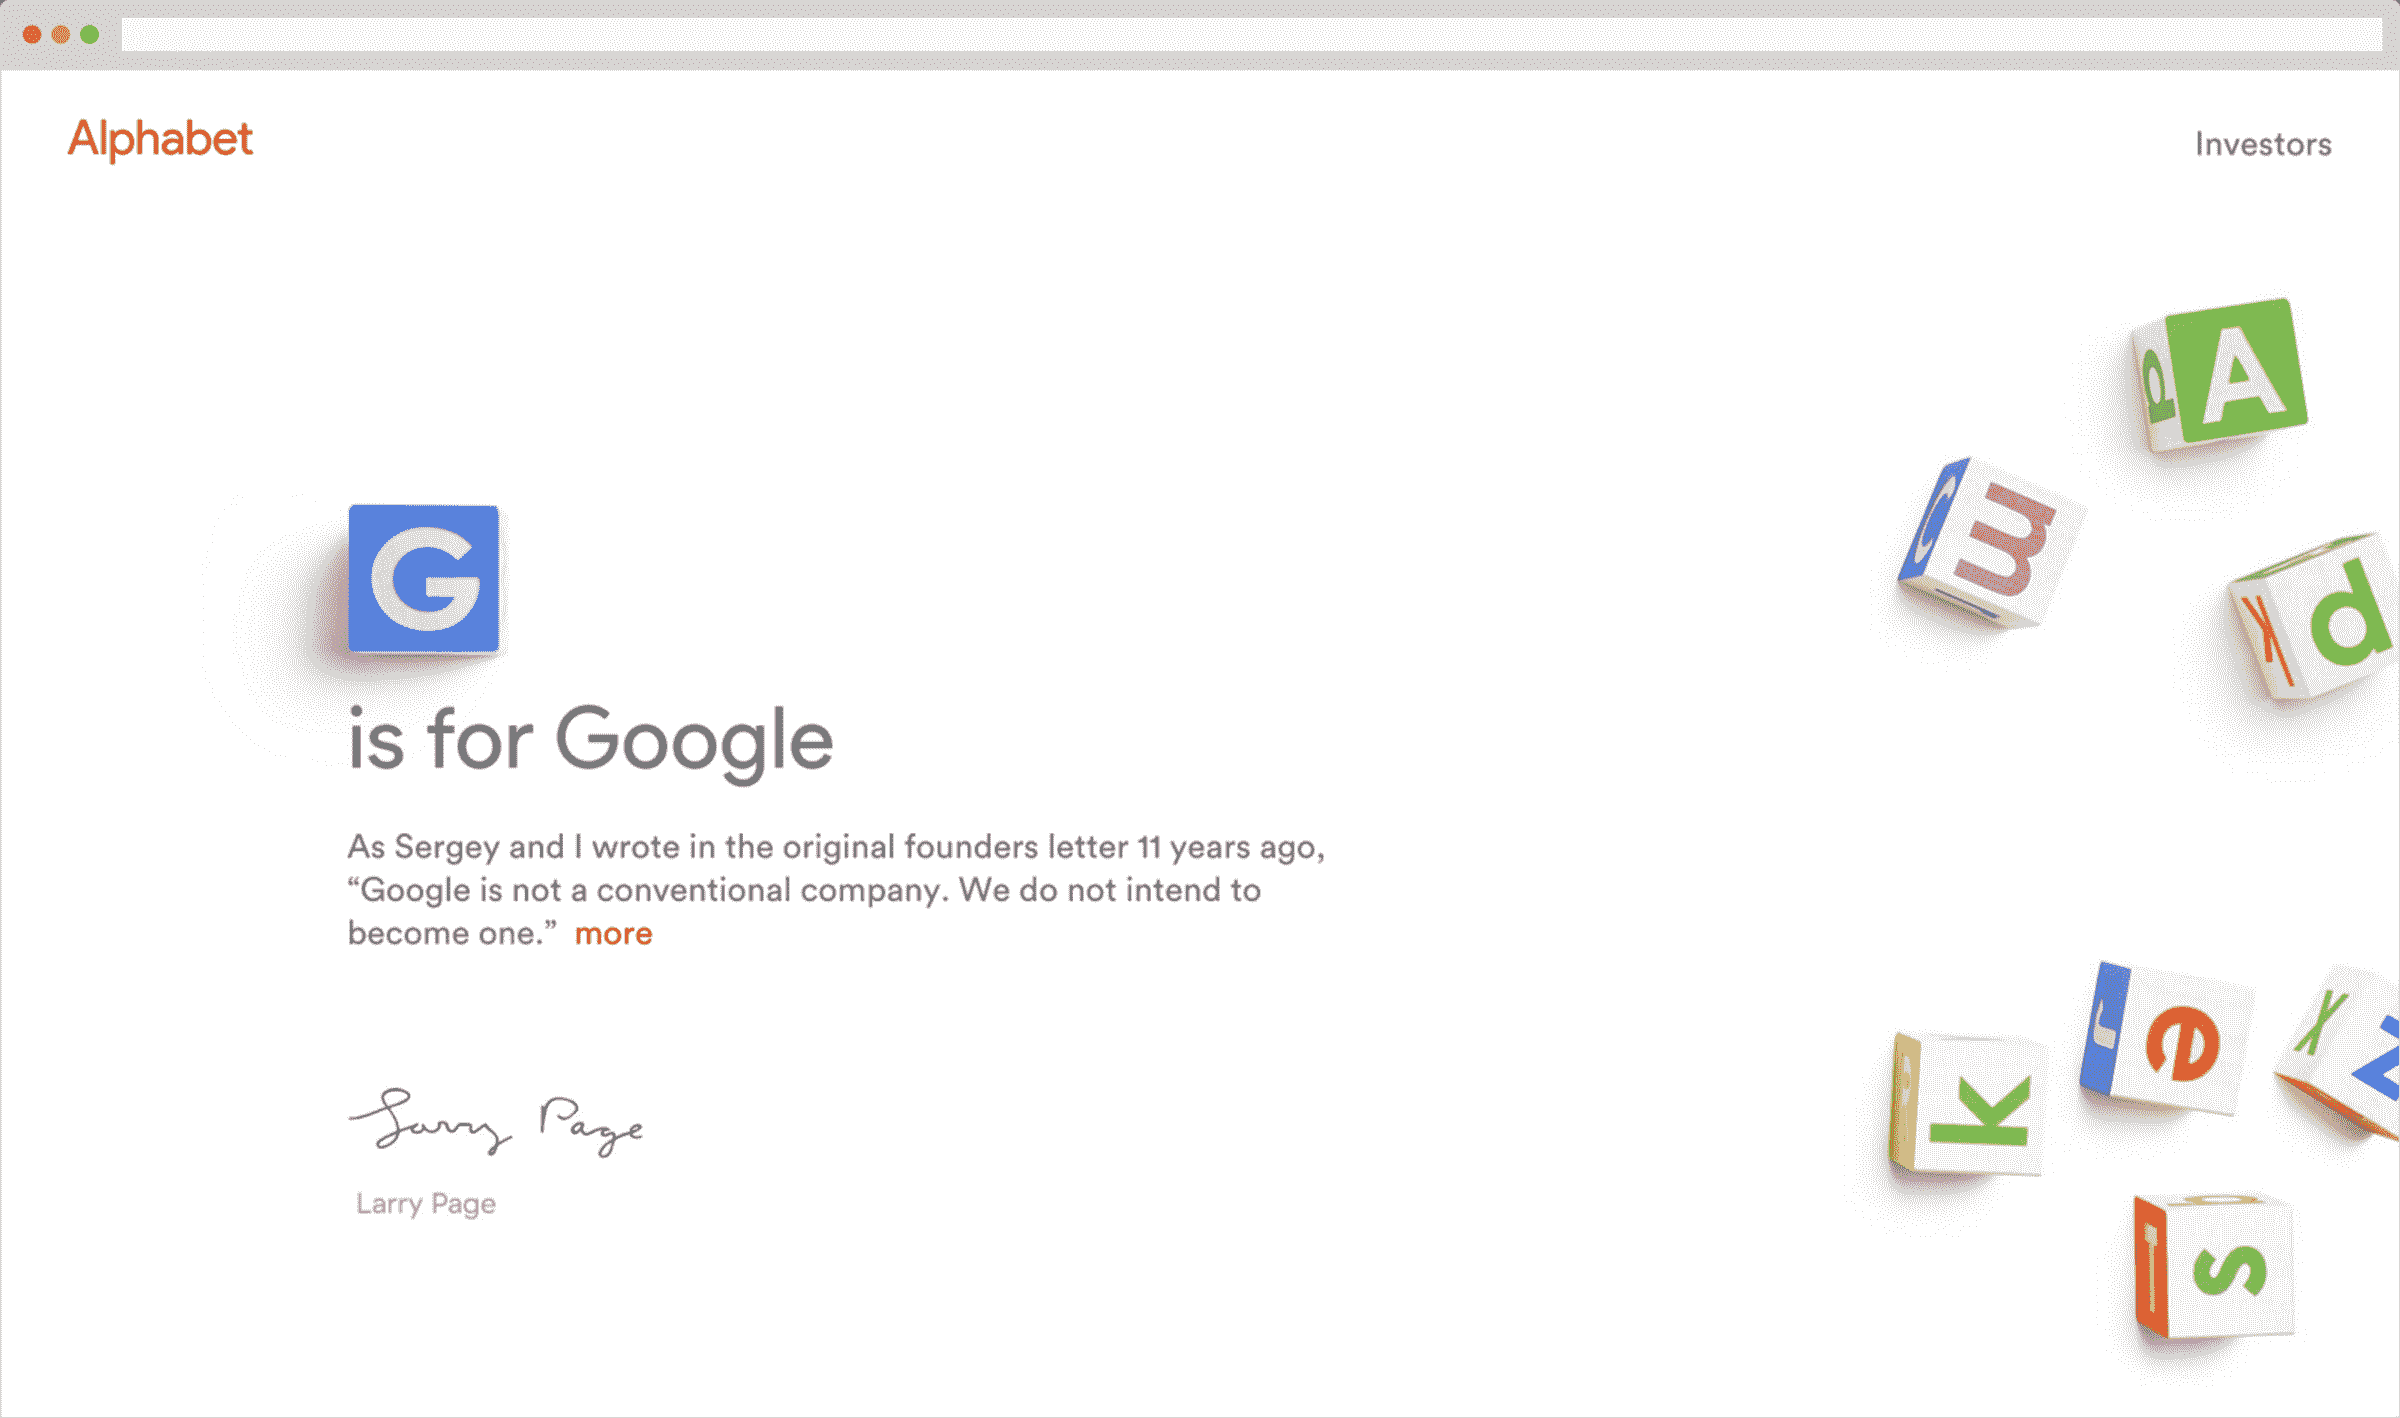 Alphabet
Investors
G
is for Google
As Sergey and I wrote in the original founders letter 11 years ago,
“Google is not a conventional company. We do not intend to
become one.” more
Larry Page
Larry Page
A
m
d
x
k
e
x
z
s
i